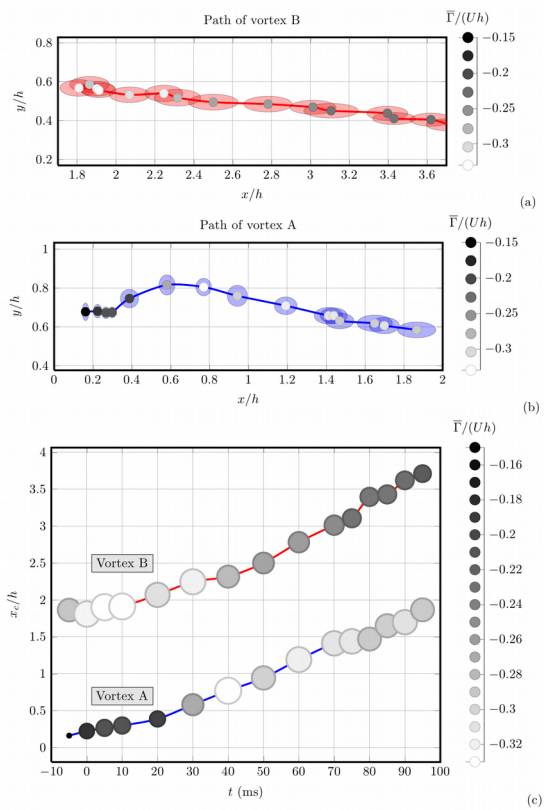 Path of vortex B
Γ̅/(Uh)
0.8
0.6
0.4
0.2
y/h
1.8 2 2.2 2.4 2.6 2.8 3 3.2 3.4 3.6
x/h
−0.15
−0.2
−0.25
−0.3
(a)
Path of vortex A
Γ̅/(Uh)
1
0.8
0.6
0.4
y/h
0 0.2 0.4 0.6 0.8 1 1.2 1.4 1.6 1.8 2
x/h
−0.15
−0.2
−0.25
−0.3
(b)
Γ̅/(Uh)
4
3.5
3
2.5
2
1.5
1
0.5
0
x_c/h
Vortex B
Vortex A
−10 0 10 20 30 40 50 60 70 80 90 100
t (ms)
−0.16
−0.18
−0.2
−0.22
−0.24
−0.26
−0.28
−0.3
−0.32
(c)